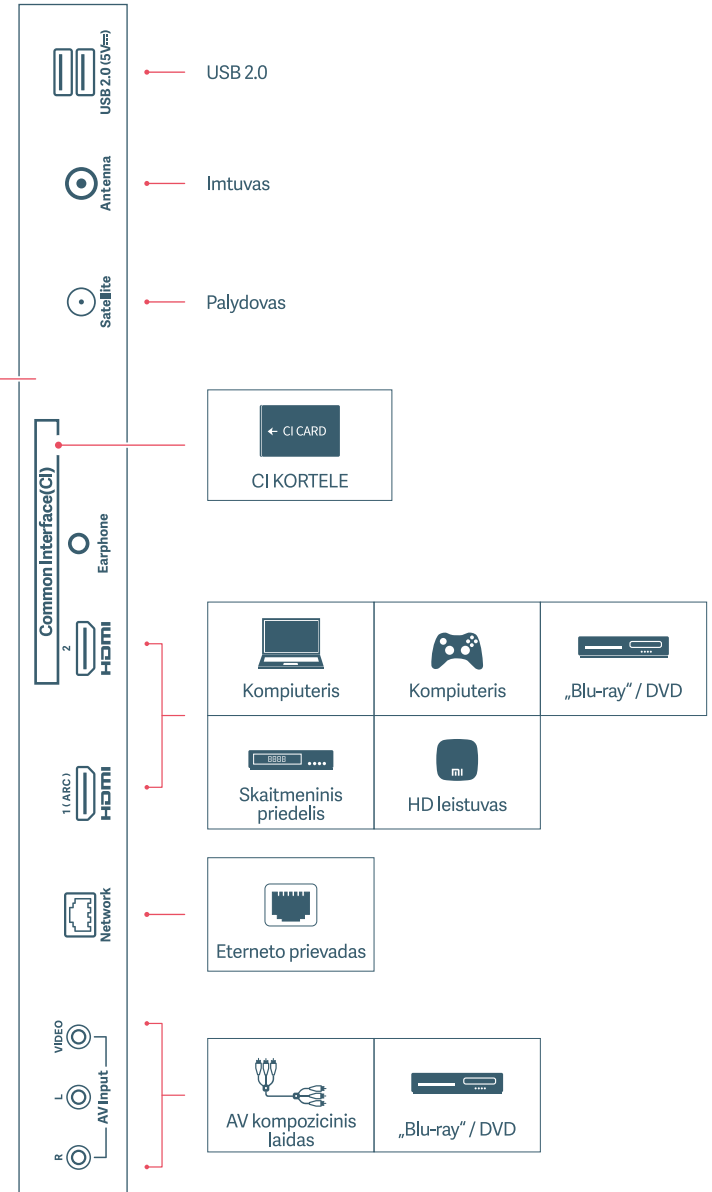 USB 2.0 (5V⎓)
USB 2.0
Antenna
Imtuvas
Satellite
Palydovas
← CI CARD
CI KORTELE
Common Interface(CI)
Earphone
2
HDMI
Kompiuteris
Kompiuteris
„Blu-ray“ / DVD
1 ( ARC )
HDMI
8888
Skaitmeninis
priedelis
MI
HD leistuvas
Network
Eterneto prievadas
VIDEO
L
R
AV Input
AV kompozicinis
laidas
„Blu-ray“ / DVD